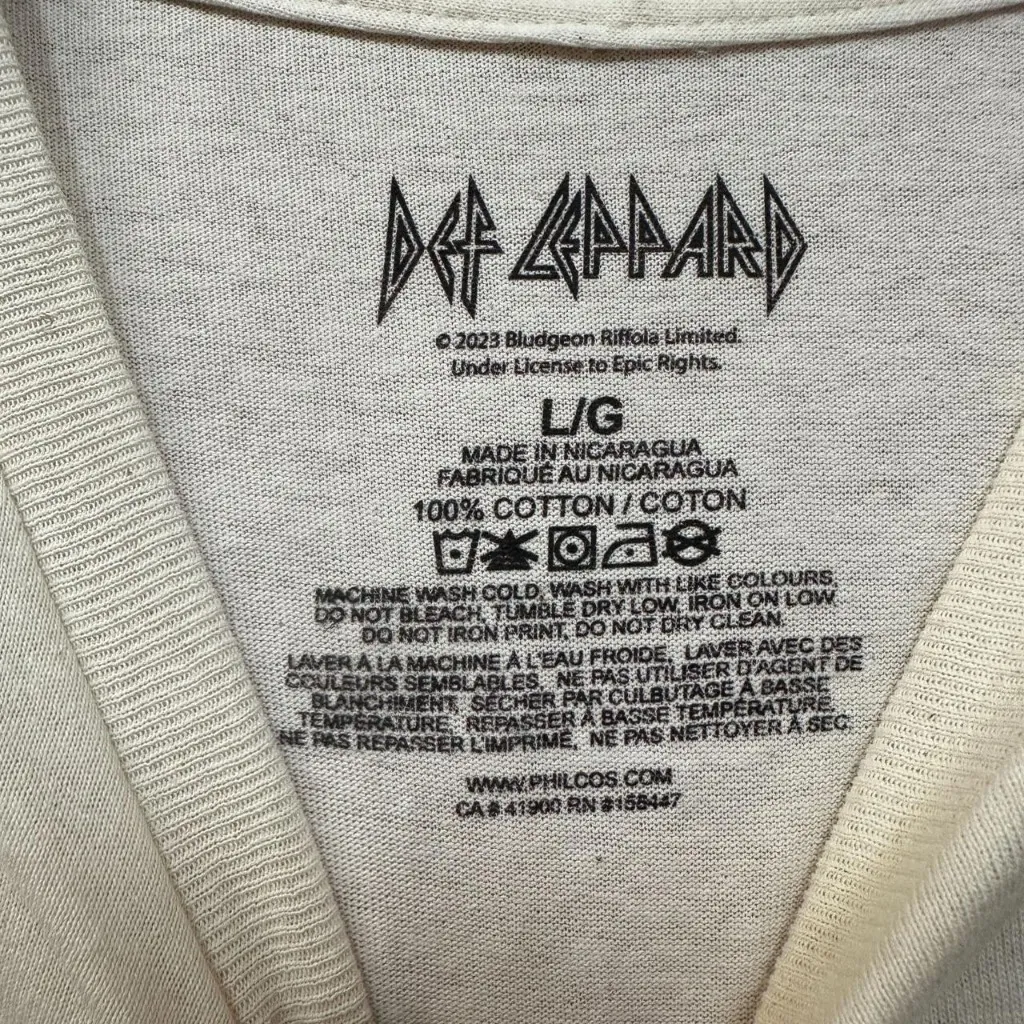 DEF LEPPARD
© 2023 Bludgeon Riffola Limited.
Under License to Epic Rights.
L/G
MADE IN NICARAGUA
FABRIQUÉ AU NICARAGUA
100% COTTON / COTON
MACHINE WASH COLD, WASH WITH LIKE COLOURS,
DO NOT BLEACH, TUMBLE DRY LOW, IRON ON LOW
DO NOT IRON PRINT, DO NOT DRY CLEAN.
LAVER À LA MACHINE À L'EAU FROIDE, LAVER AVEC DES
COULEURS SEMBLABLES, NE PAS UTILISER D'AGENT DE
BLANCHIMENT, SÉCHER PAR CULBUTAGE À BASSE
TEMPÉRATURE, REPASSER À BASSE TEMPÉRATURE,
NE PAS REPASSER L'IMPRIMÉ, NE PAS NETTOYER À SEC
WWW.PHILCOS.COM
CA # 41900 RN #155447